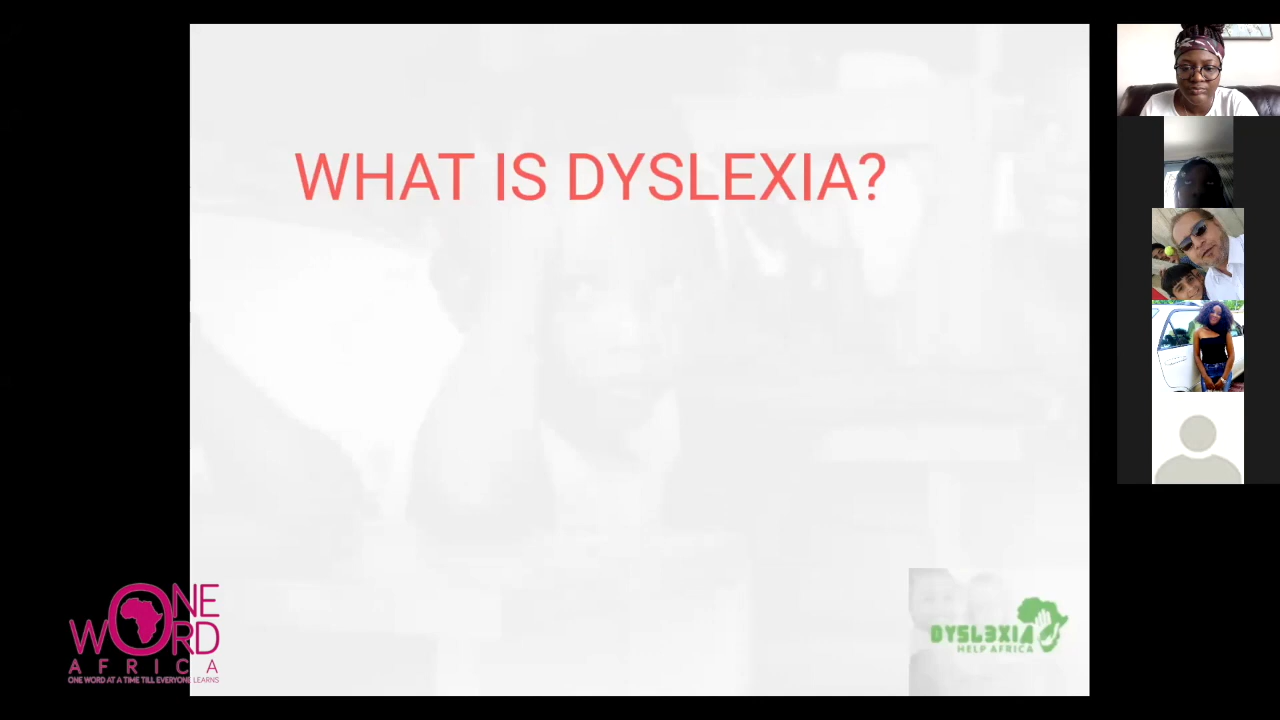 WHAT IS DYSLEXIA?
ONE
WORD
AFRICA
ONE WORD AT A TIME TILL EVERYONE LEARNS
DYSL3XIA
HELP AFRICA